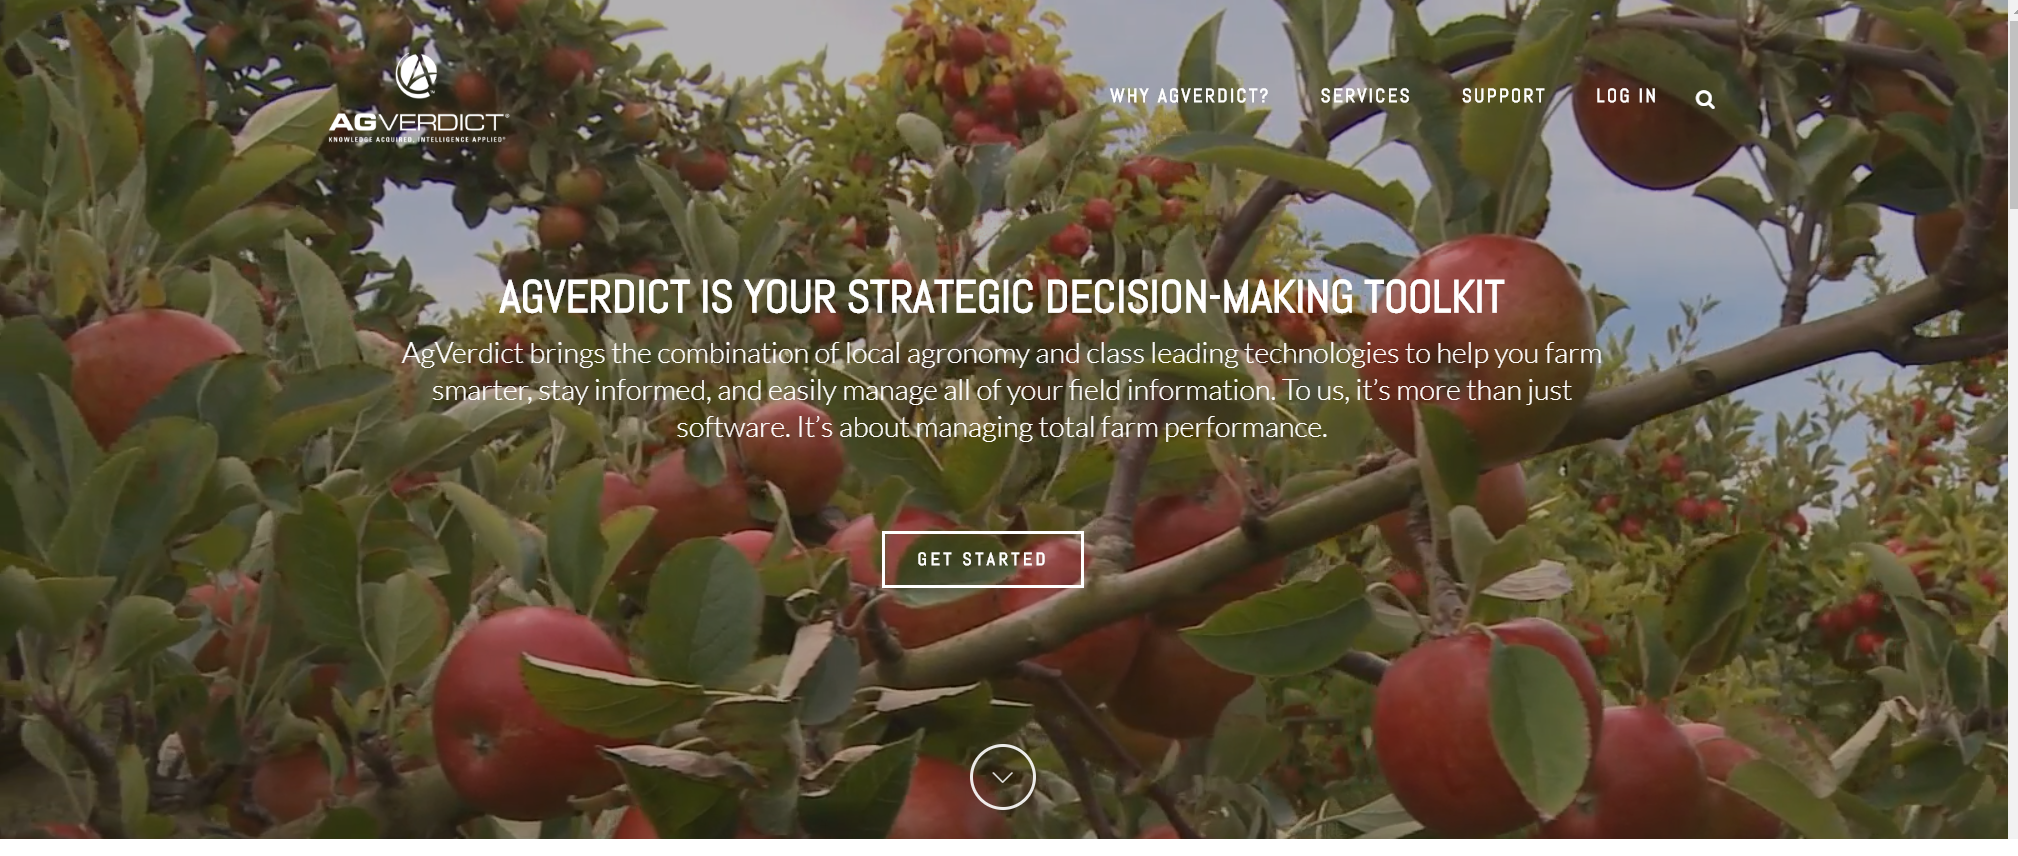 AGVERDICT®
KNOWLEDGE ACQUIRED. INTELLIGENCE APPLIED®
WHY AGVERDICT?
SERVICES
SUPPORT
LOG IN
AGVERDICT IS YOUR STRATEGIC DECISION-MAKING TOOLKIT
AgVerdict brings the combination of local agronomy and class leading technologies to help you farm
smarter, stay informed, and easily manage all of your field information. To us, it’s more than just
software. It’s about managing total farm performance.
GET STARTED